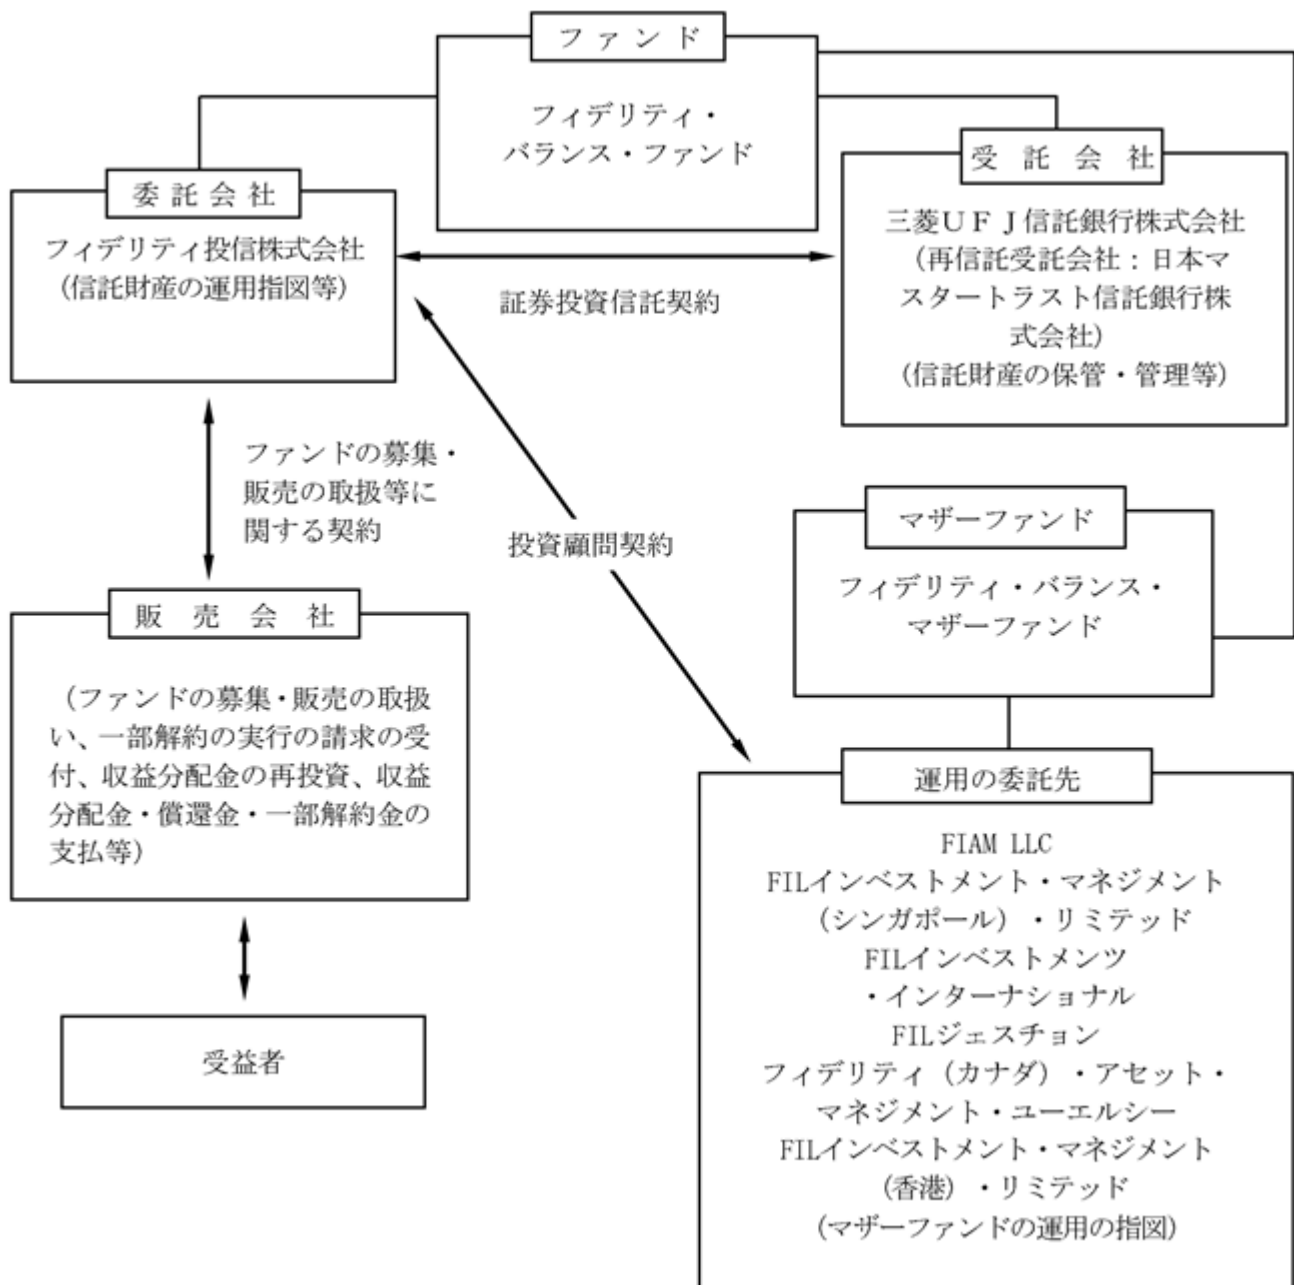 ファンド
フィデリティ・
バランス・ファンド
委託会社
フィデリティ投信株式会社
(信託財産の運用指図等)
受託会社
三菱ＵＦＪ信託銀行株式会社
(再信託受託会社：日本マ
スタートラスト信託銀行株
式会社)
(信託財産の保管・管理等)
証券投資信託契約
ファンドの募集・
販売の取扱等に
関する契約
投資顧問契約
マザーファンド
フィデリティ・バランス・
マザーファンド
販売会社
(ファンドの募集・販売の取扱
い、一部解約の実行の請求の受
付、収益分配金の再投資、収益
分配金・償還金・一部解約金の
支払等)
受益者
運用の委託先
FIAM LLC
FILインベストメント・マネジメント
(シンガポール)・リミテッド
FILインベストメンツ
・インターナショナル
FILジェスチョン
フィデリティ(カナダ)・アセット・
マネジメント・ユーエルシー
FILインベストメント・マネジメント
(香港)・リミテッド
(マザーファンドの運用の指図)